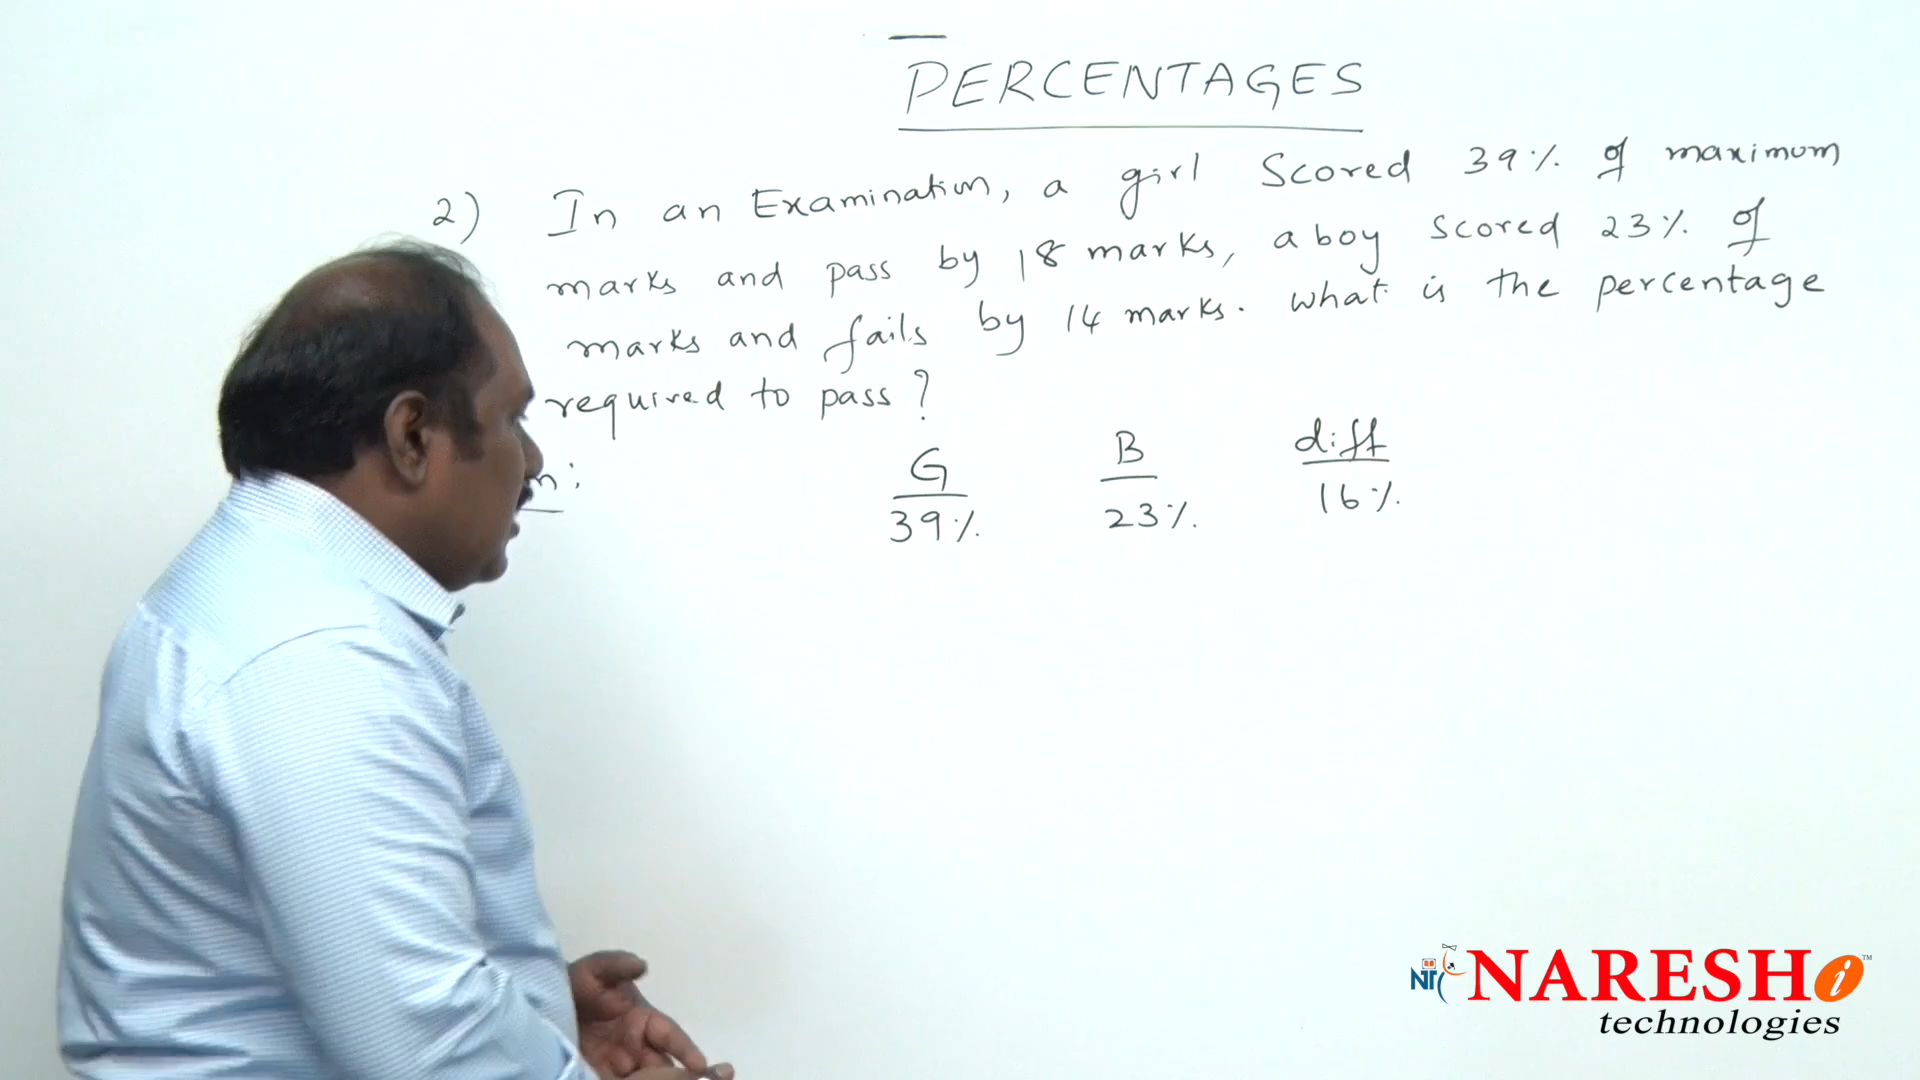 PERCENTAGES
2) In an Examination, a girl Scored 39% of maximum
marks and pass by 18 marks, a boy scored 23% of
marks and fails by 14 marks. what is the percentage
required to pass?
n:
G B diff
39% 23% 16%
NT NARESH i ™
technologies